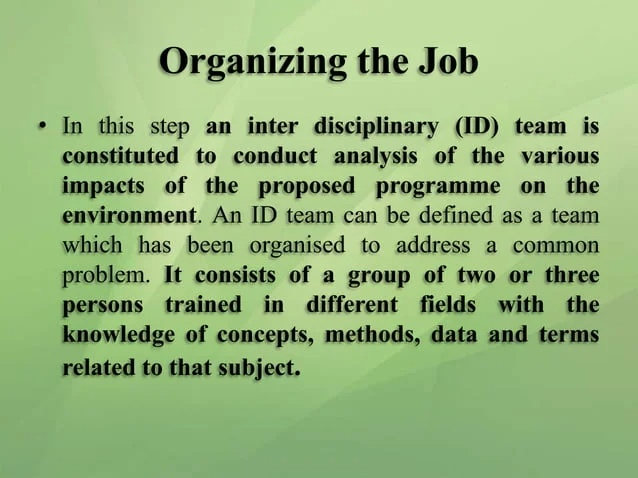 Organizing the Job
• In this step an inter disciplinary (ID) team is
constituted to conduct analysis of the various
impacts of the proposed programme on the
environment. An ID team can be defined as a team
which has been organised to address a common
problem. It consists of a group of two or three
persons trained in different fields with the
knowledge of concepts, methods, data and terms
related to that subject.